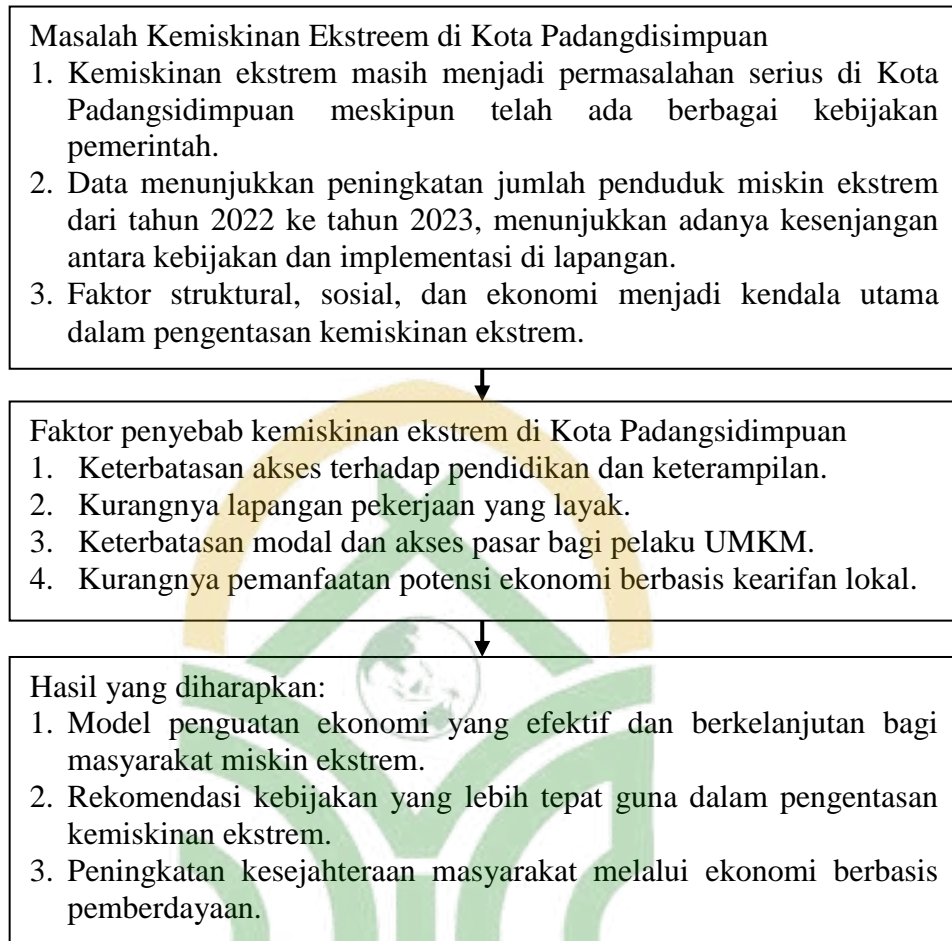 Masalah Kemiskinan Ekstreem di Kota Padangdisimpuan
1. Kemiskinan ekstrem masih menjadi permasalahan serius di Kota
Padangsidimpuan meskipun telah ada berbagai kebijakan
pemerintah.
2. Data menunjukkan peningkatan jumlah penduduk miskin ekstrem
dari tahun 2022 ke tahun 2023, menunjukkan adanya kesenjangan
antara kebijakan dan implementasi di lapangan.
3. Faktor struktural, sosial, dan ekonomi menjadi kendala utama
dalam pengentasan kemiskinan ekstrem.
Faktor penyebab kemiskinan ekstrem di Kota Padangsidimpuan
1. Keterbatasan akses terhadap pendidikan dan keterampilan.
2. Kurangnya lapangan pekerjaan yang layak.
3. Keterbatasan modal dan akses pasar bagi pelaku UMKM.
4. Kurangnya pemanfaatan potensi ekonomi berbasis kearifan lokal.
Hasil yang diharapkan:
1. Model penguatan ekonomi yang efektif dan berkelanjutan bagi
masyarakat miskin ekstrem.
2. Rekomendasi kebijakan yang lebih tepat guna dalam pengentasan
kemiskinan ekstrem.
3. Peningkatan kesejahteraan masyarakat melalui ekonomi berbasis
pemberdayaan.